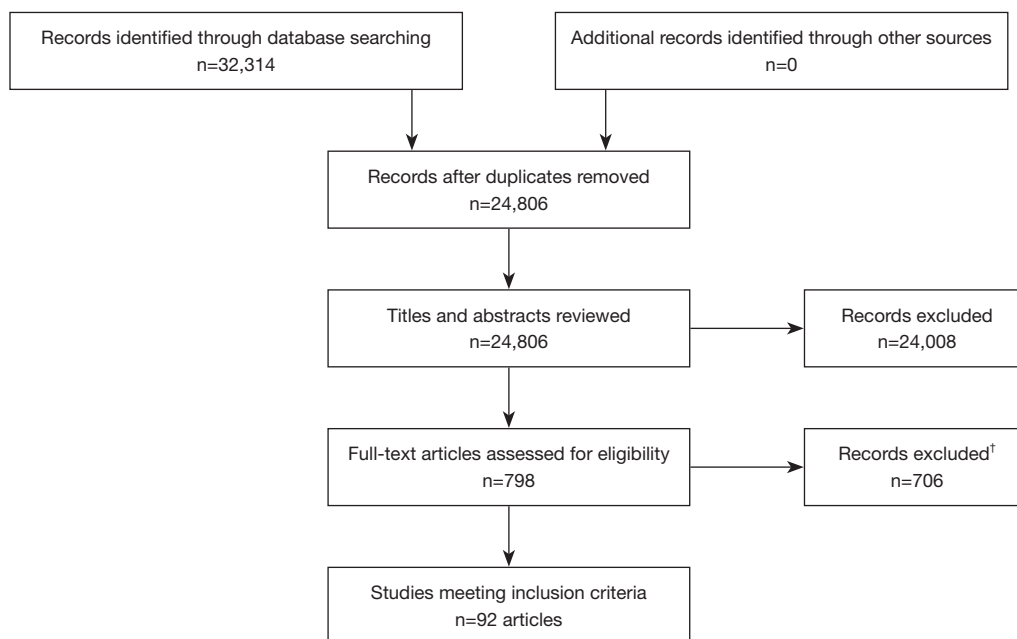 Records identified through database searching
n=32,314
Additional records identified through other sources
n=0
Records after duplicates removed
n=24,806
Titles and abstracts reviewed
n=24,806
Records excluded
n=24,008
Full-text articles assessed for eligibility
n=798
Records excluded†
n=706
Studies meeting inclusion criteria
n=92 articles